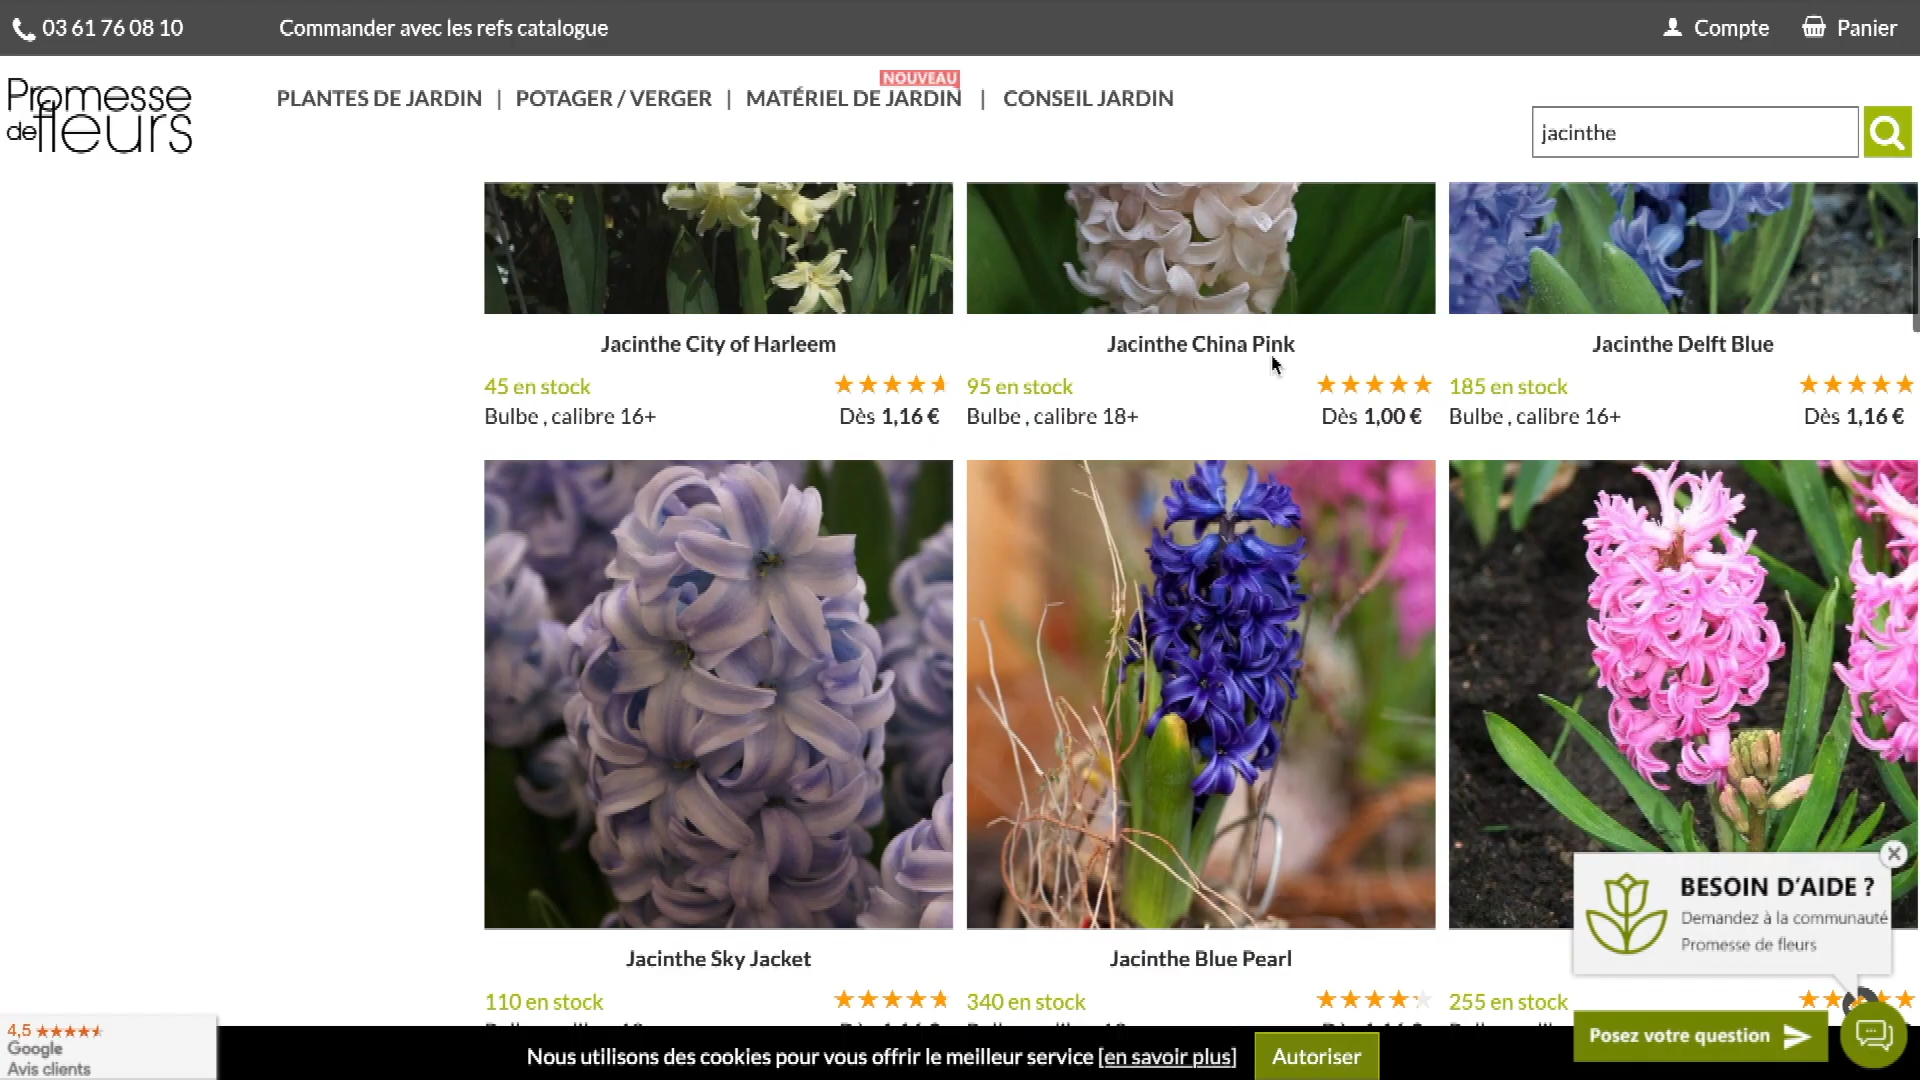 03 61 76 08 10
Commander avec les refs catalogue
Compte
Panier
Promesse
de fleurs
PLANTES DE JARDIN | POTAGER / VERGER | MATÉRIEL DE JARDIN | CONSEIL JARDIN
NOUVEAU
jacinthe
Jacinthe City of Harleem
45 en stock
Bulbe , calibre 16+
Dès 1,16 €
Jacinthe China Pink
95 en stock
Bulbe , calibre 18+
Dès 1,00 €
Jacinthe Delft Blue
185 en stock
Bulbe , calibre 16+
Dès 1,16 €
Jacinthe Sky Jacket
110 en stock
Jacinthe Blue Pearl
340 en stock
255 en stock
BESOIN D'AIDE ?
Demandez à la communauté
Promesse de fleurs
Posez votre question
4,5
Google
Avis clients
Nous utilisons des cookies pour vous offrir le meilleur service [en savoir plus]
Autoriser